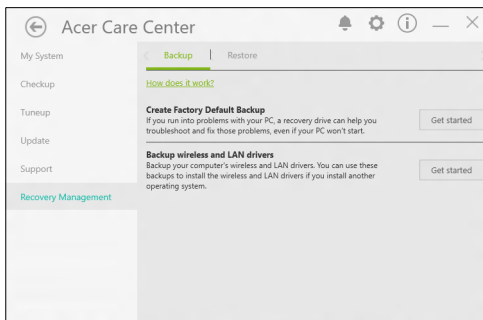 Acer Care Center
My System
Checkup
Tuneup
Update
Support
Recovery Management
Backup
Restore
How does it work?
Create Factory Default Backup
If you run into problems with your PC, a recovery drive can help you
troubleshoot and fix those problems, even if your PC won't start.
Get started
Backup wireless and LAN drivers
Backup your computer's wireless and LAN drivers. You can use these
backups to install the wireless and LAN drivers if you install another
operating system.
Get started